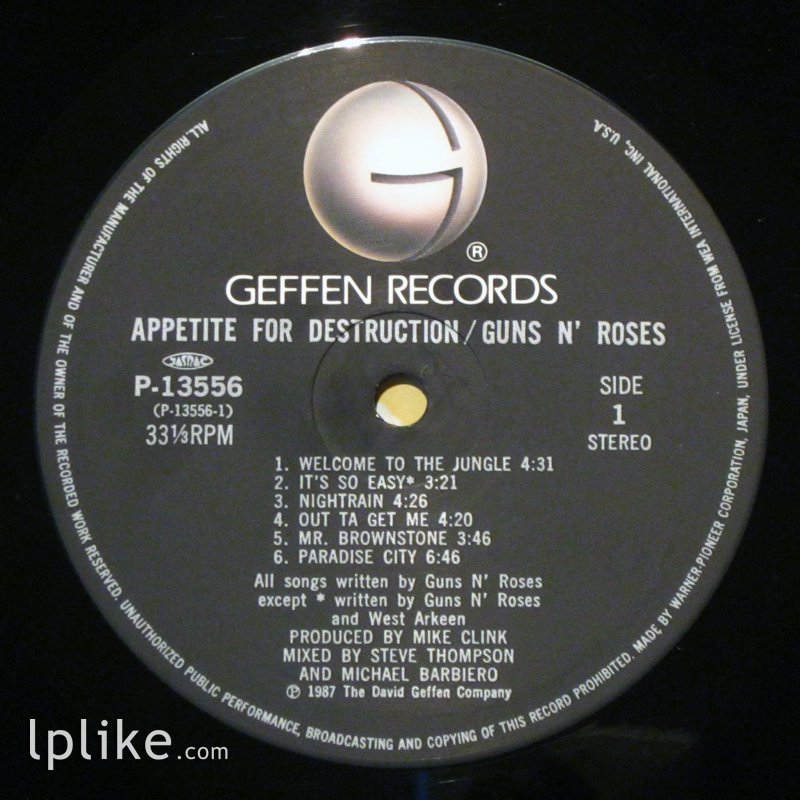 ®
GEFFEN RECORDS
APPETITE FOR DESTRUCTION/GUNS N' ROSES
JASRAC
P-13556
(P-13556-1)
33⅓RPM
SIDE
1
STEREO
1. WELCOME TO THE JUNGLE 4:31
2. IT'S SO EASY* 3:21
3. NIGHTRAIN 4:26
4. OUT TA GET ME 4:20
5. MR. BROWNSTONE 3:46
6. PARADISE CITY 6:46
All songs written by Guns N' Roses
except * written by Guns N' Roses
and West Arkeen
PRODUCED BY MIKE CLINK
MIXED BY STEVE THOMPSON
AND MICHAEL BARBIERO
℗ 1987 The David Geffen Company
ALL RIGHTS OF THE MANUFACTURER AND OF THE OWNER OF THE RECORDED WORK RESERVED. UNAUTHORIZED PUBLIC PERFORMANCE, BROADCASTING AND COPYING OF THIS RECORD PROHIBITED. MADE BY WARNER-PIONEER CORPORATION, JAPAN, UNDER LICENSE FROM WEA INTERNATIONAL INC., U.S.A.
lplike.com